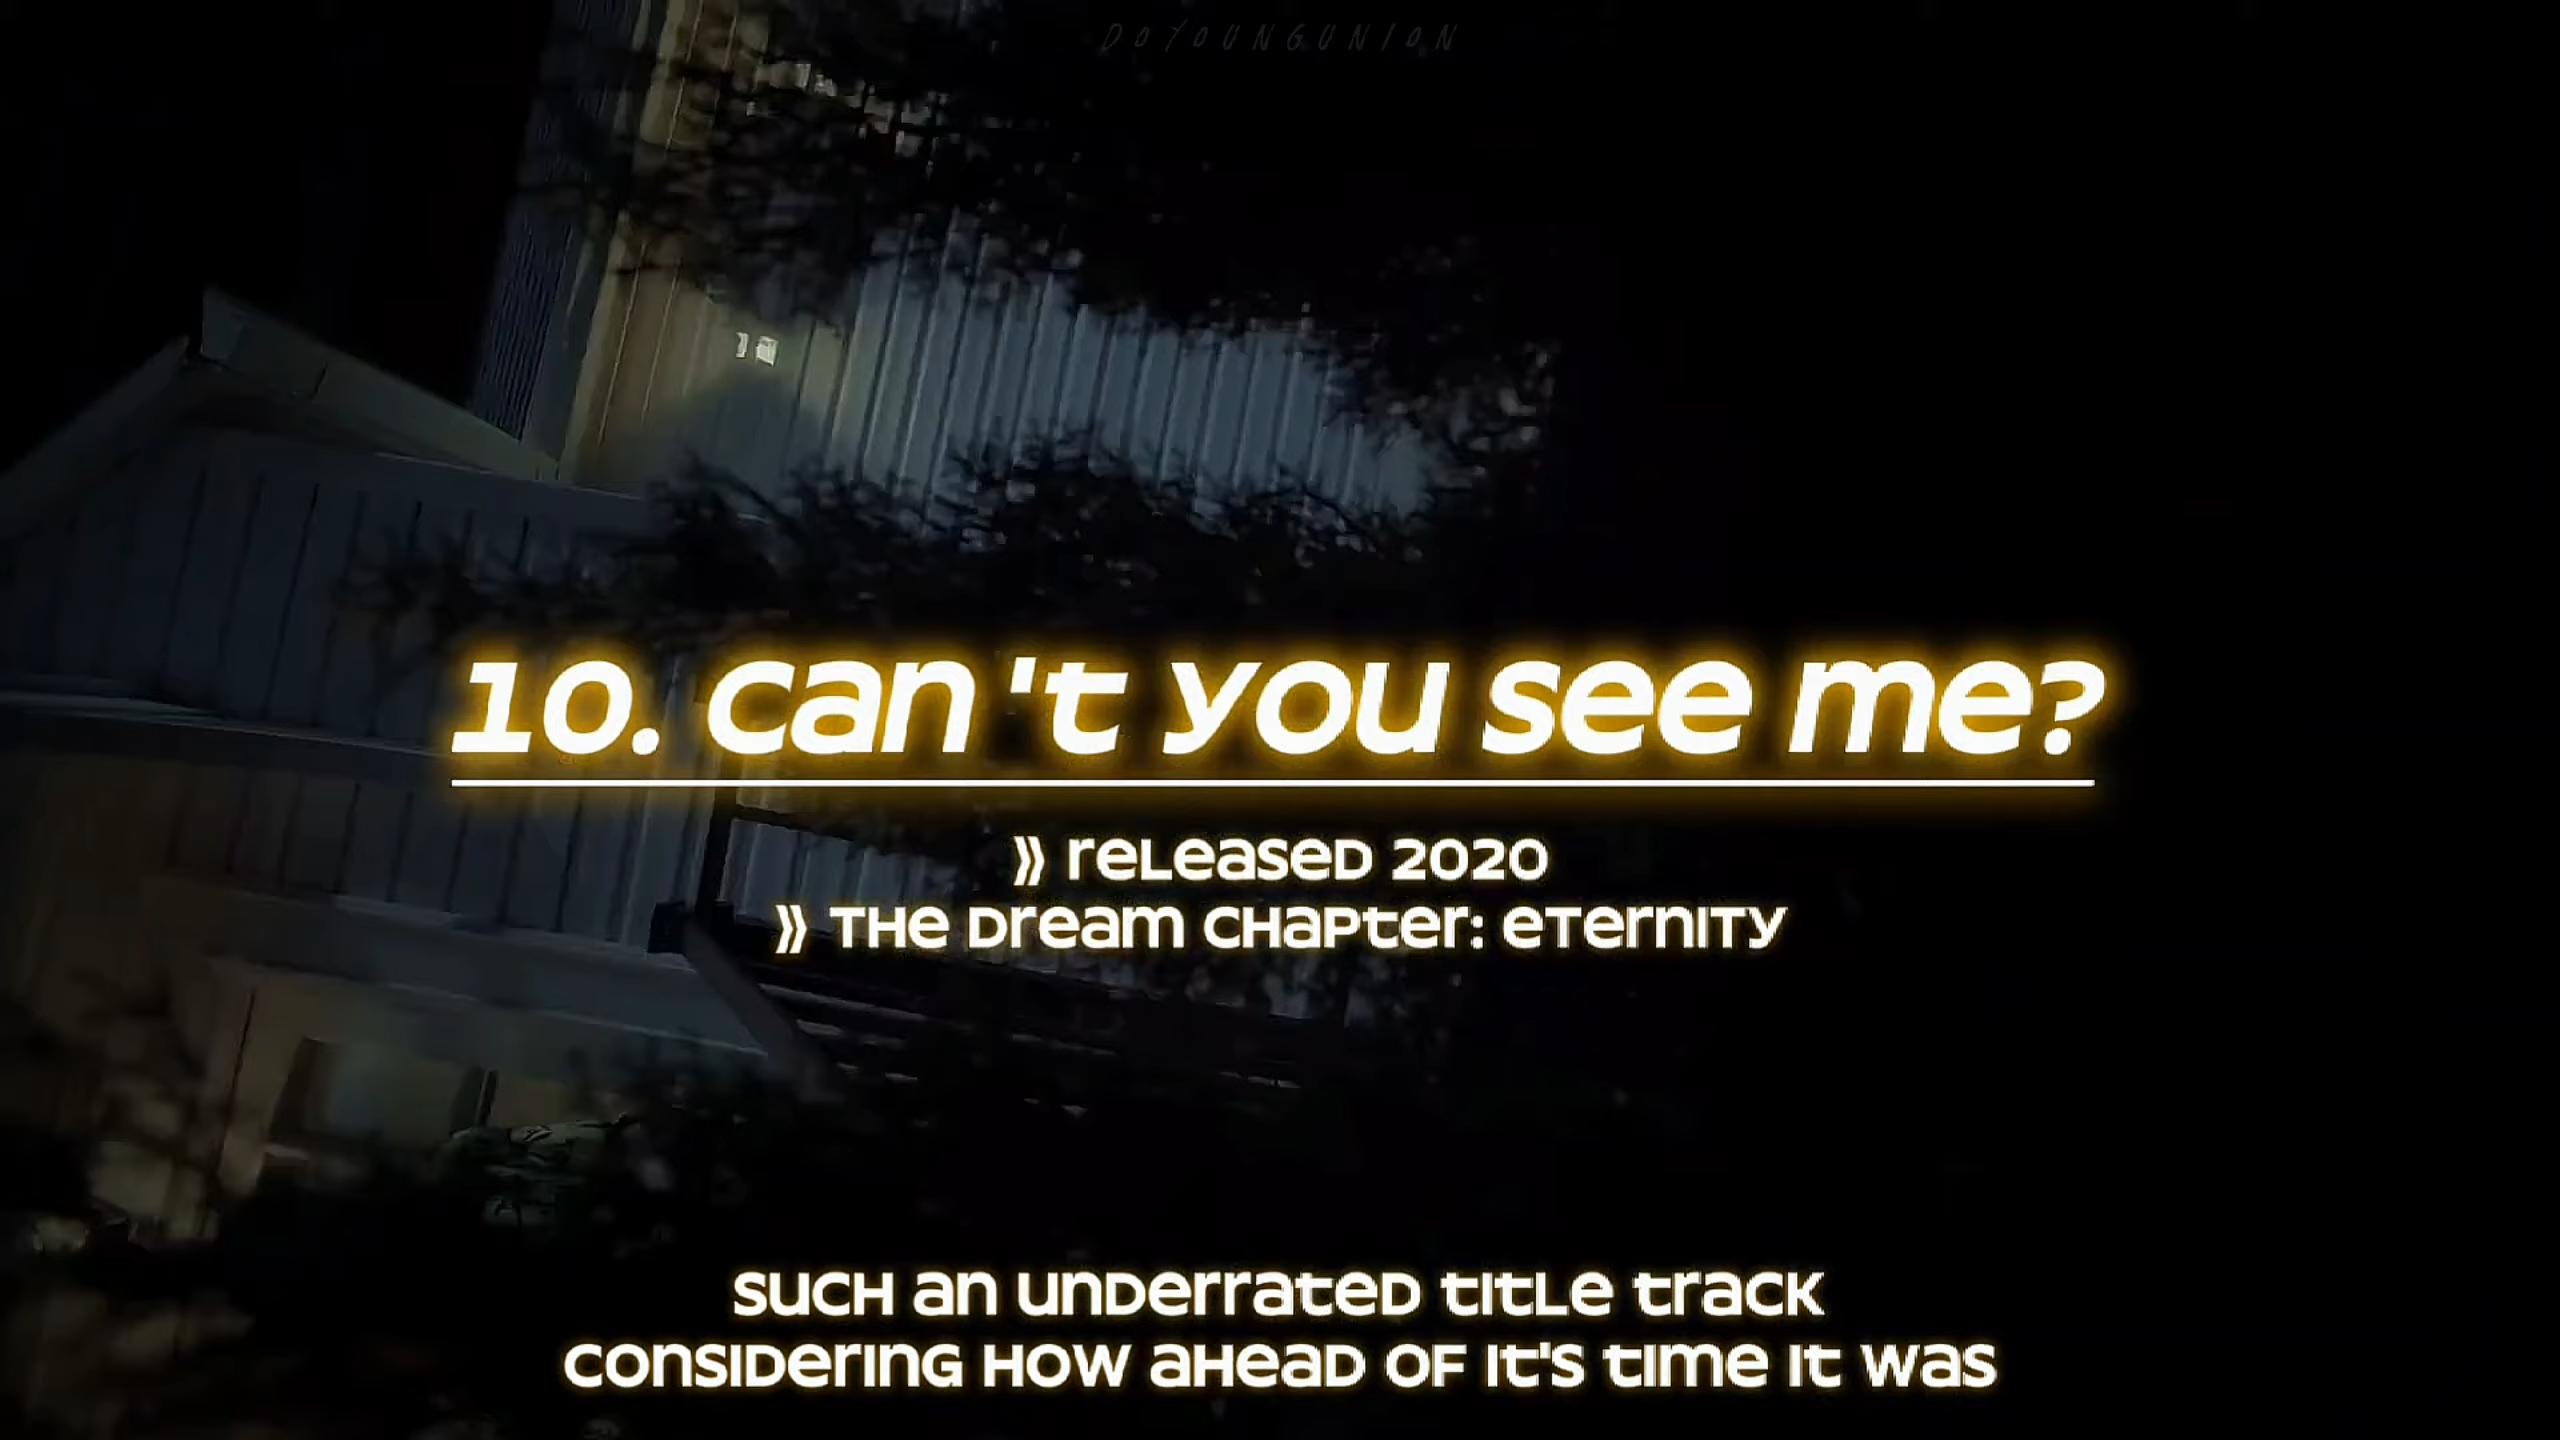 DOYOUNGUNION
10. can't you see me?
》 released 2020
》 the dream chapter: eternity
such an underrated title track
considering how ahead of it's time it was